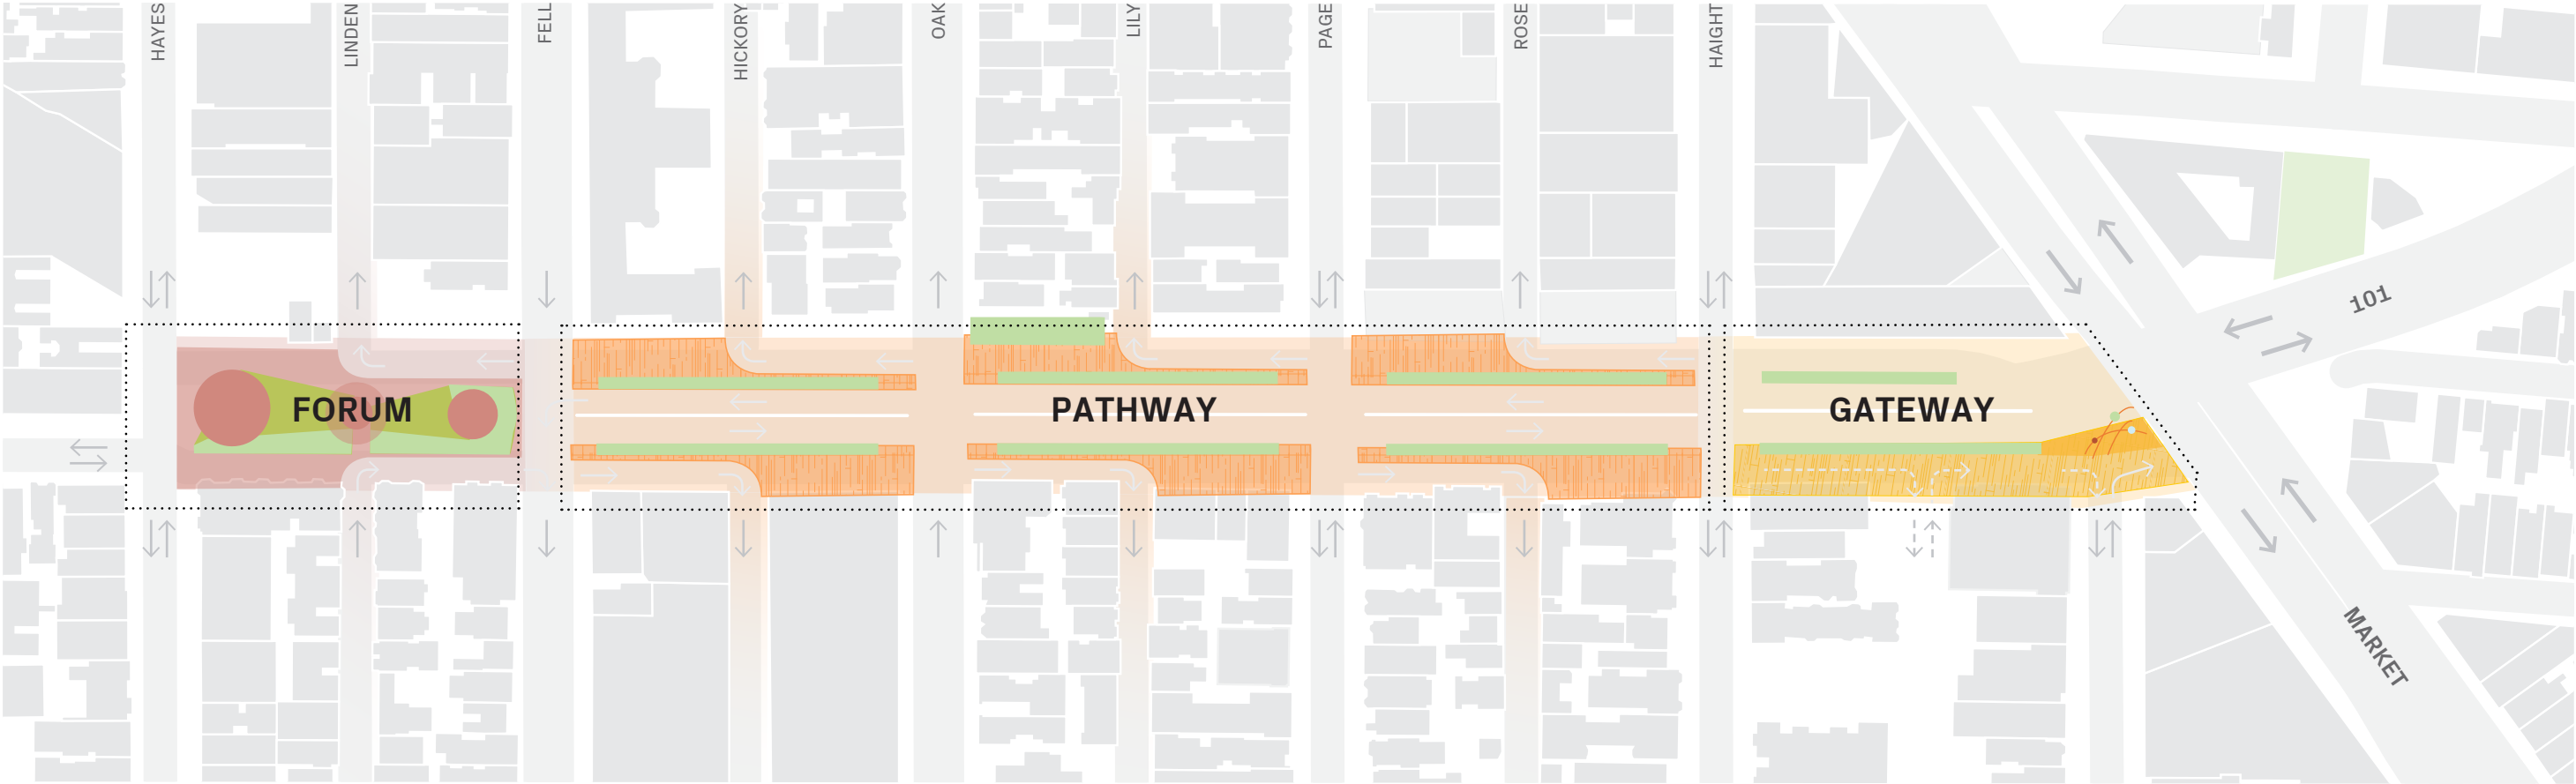 HAYES
LINDEN
FELL
HICKORY
OAK
LILY
PAGE
ROSE
HAIGHT
101
FORUM
PATHWAY
GATEWAY
MARKET